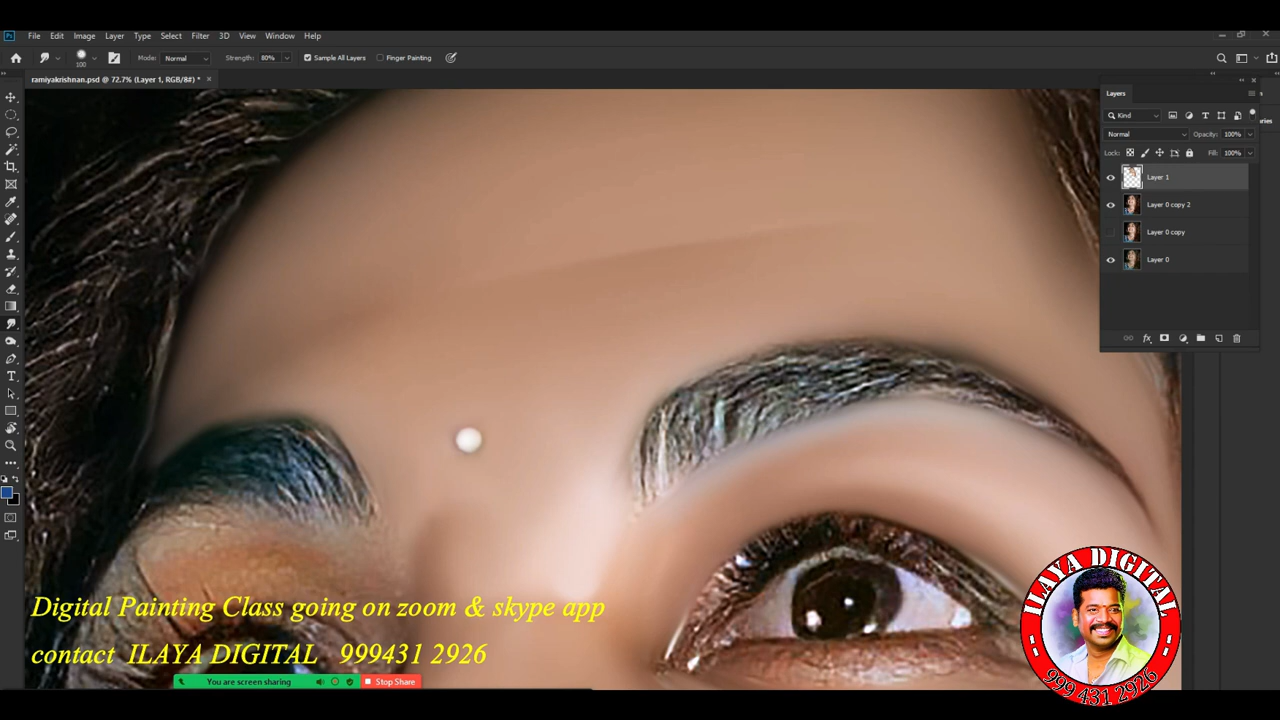 File Edit Image Layer Type Select Filter 3D View Window Help
100 Mode: Normal Strength: 80% Sample All Layers Finger Painting
ramiyakrishnan.psd @ 72.7% (Layer 1, RGB/8#) * ×
Layers
Kind
Normal Opacity: 100%
Lock: Fill: 100%
Layer 1
Layer 0 copy 2
Layer 0 copy
Layer 0
Digital Painting Class going on zoom & skype app
contact ILAYA DIGITAL 999431 2926
You are screen sharing Stop Share
ILAYA DIGITAL
999 431 2926